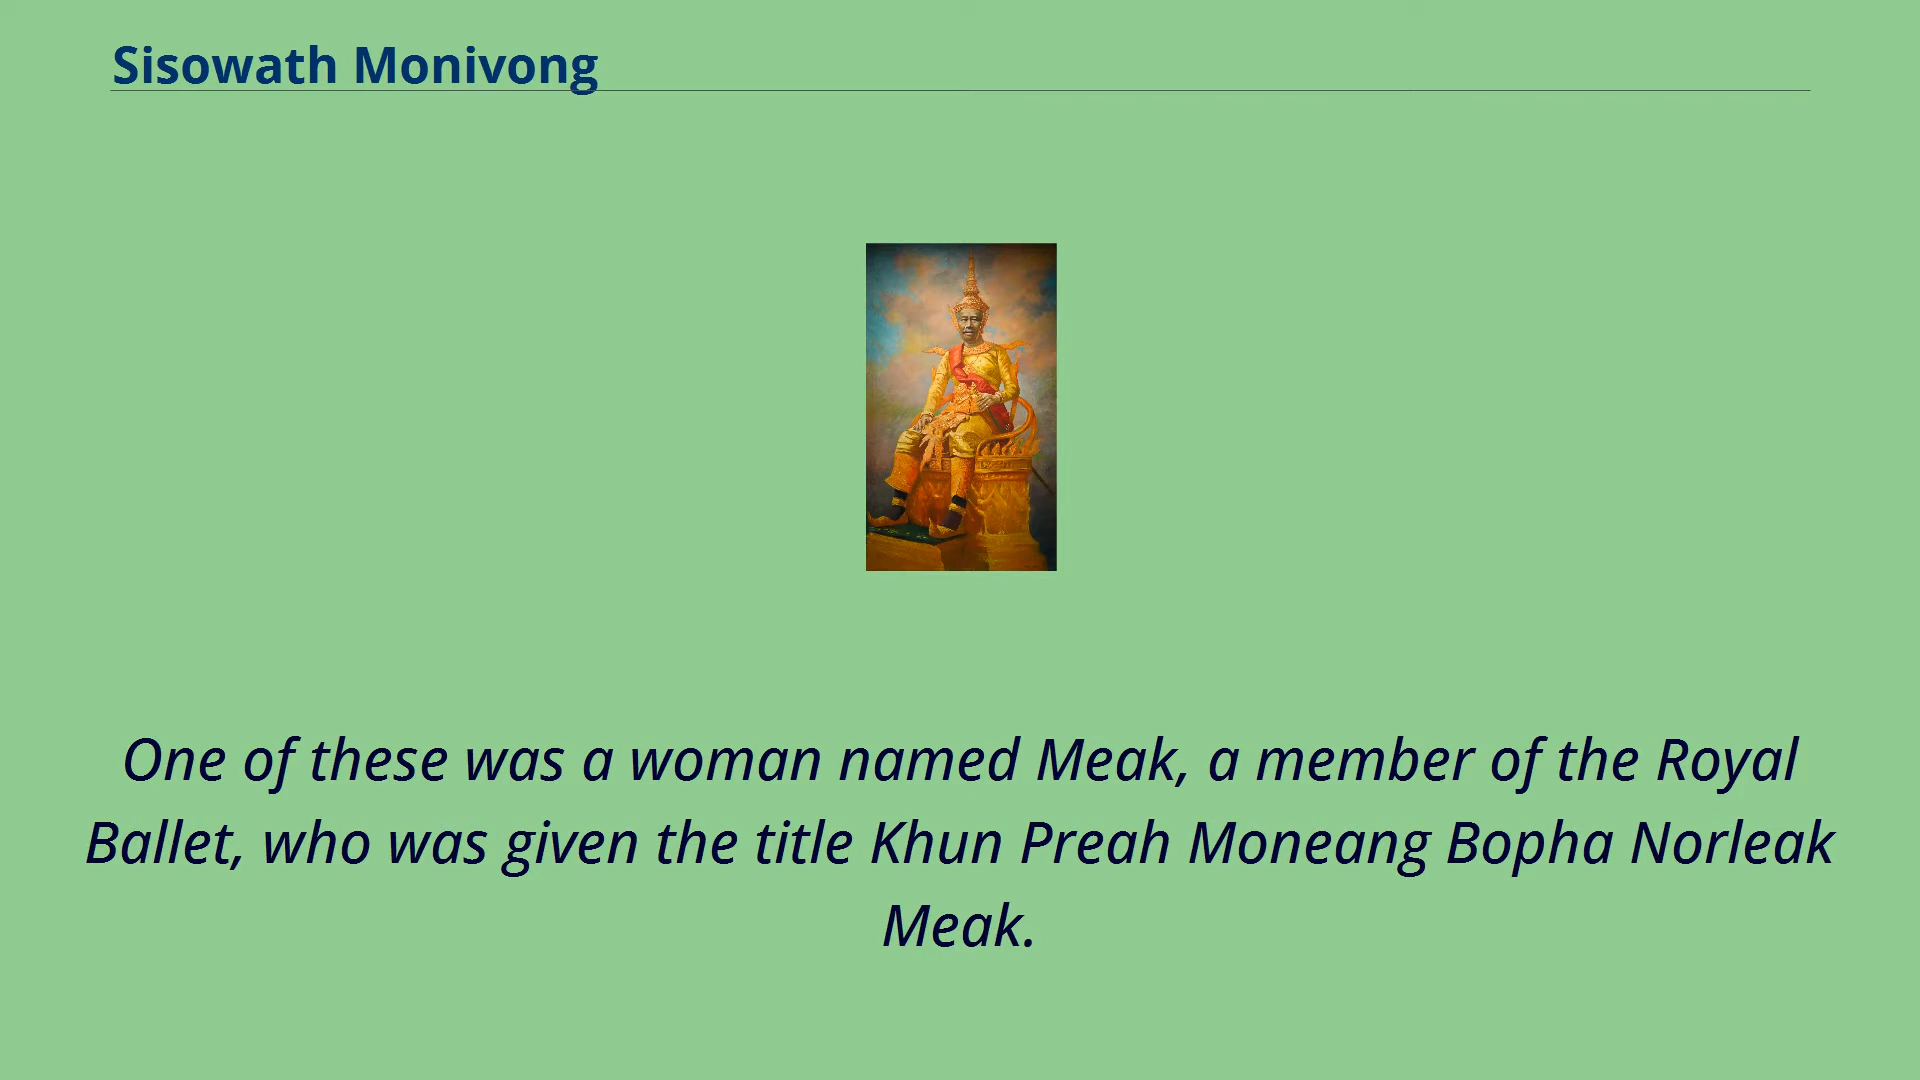 Sisowath Monivong
One of these was a woman named Meak, a member of the Royal
Ballet, who was given the title Khun Preah Moneang Bopha Norleak
Meak.